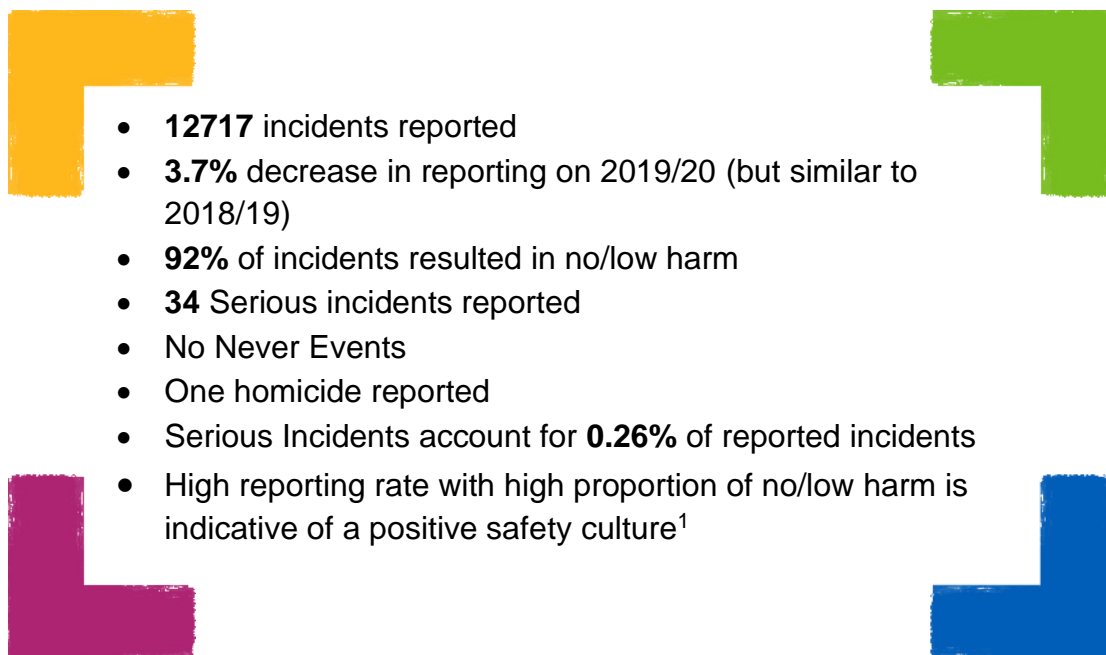 • 12717 incidents reported
• 3.7% decrease in reporting on 2019/20 (but similar to
2018/19)
• 92% of incidents resulted in no/low harm
• 34 Serious incidents reported
• No Never Events
• One homicide reported
• Serious Incidents account for 0.26% of reported incidents
• High reporting rate with high proportion of no/low harm is
indicative of a positive safety culture¹